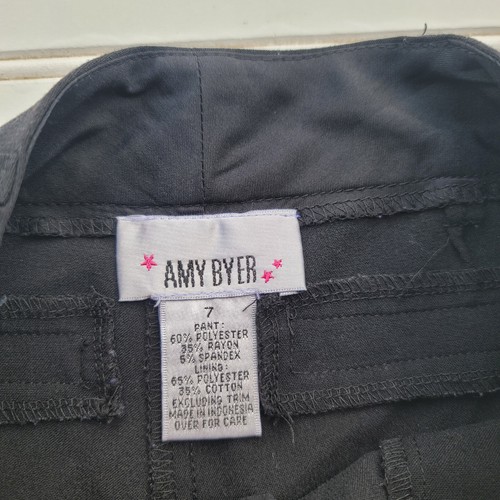 AMY BYER
7
PANT:
60% POLYESTER
35% RAYON
5% SPANDEX
LINING:
65% POLYESTER
35% COTTON
EXCLUDING TRIM
MADE IN INDONESIA
OVER FOR CARE